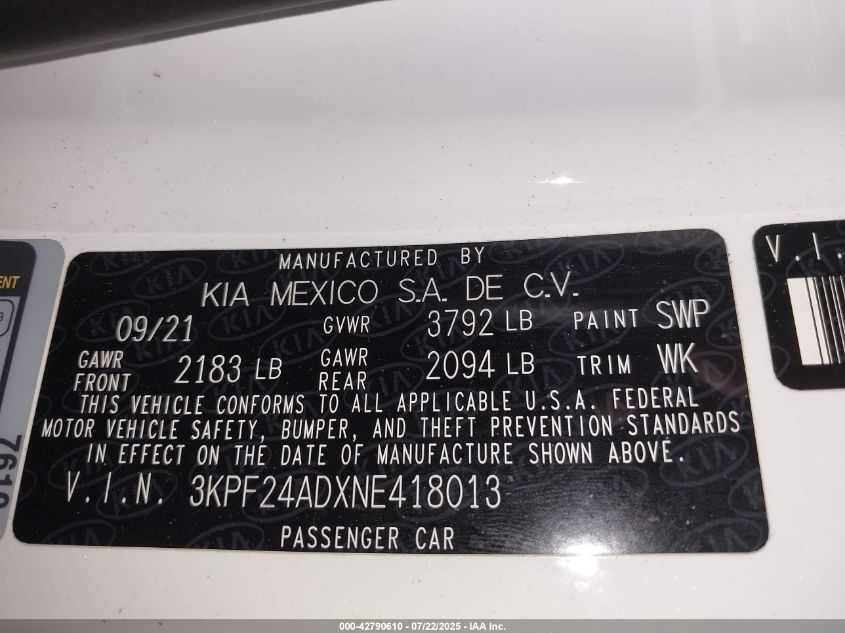 MANUFACTURED BY
KIA MEXICO S.A. DE C.V.
09/21 GVWR 3792 LB PAINT SWP
GAWR FRONT 2183 LB GAWR REAR 2094 LB TRIM WK
THIS VEHICLE CONFORMS TO ALL APPLICABLE U.S.A. FEDERAL
MOTOR VEHICLE SAFETY, BUMPER, AND THEFT PREVENTION STANDARDS
IN EFFECT ON THE DATE OF MANUFACTURE SHOWN ABOVE.
V.I.N. 3KPF24ADXNE418013
PASSENGER CAR
V.I.
000-42790610 - 07/22/2025 - IAA Inc.